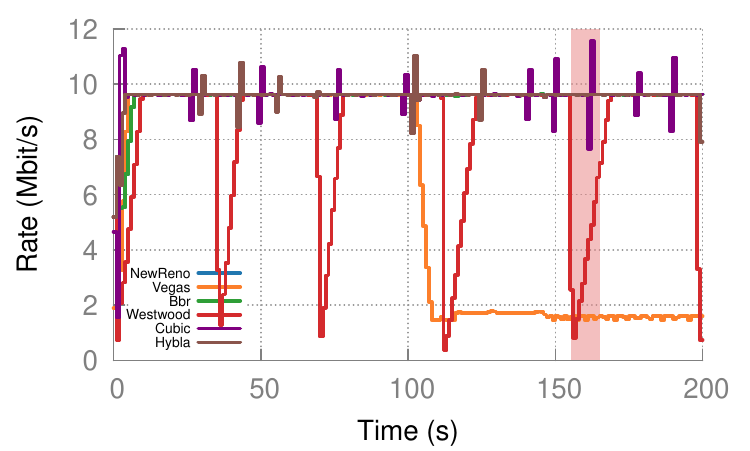 12
10
8
6
4
2
0
Rate (Mbit/s)
NewReno
Vegas
Bbr
Westwood
Cubic
Hybla
0 50 100 150 200
Time (s)